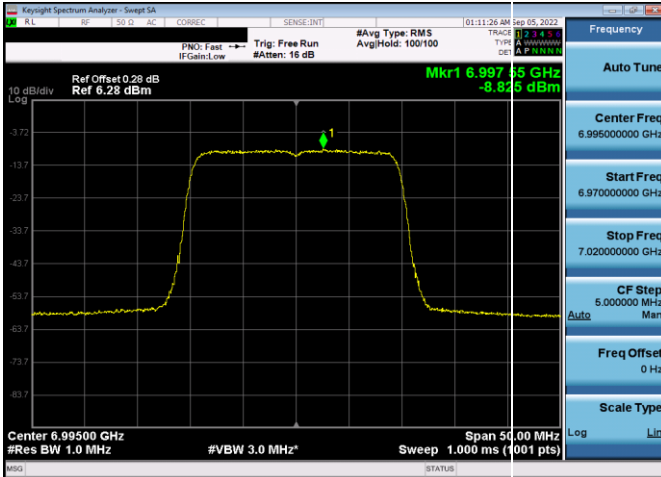 Keysight Spectrum Analyzer - Swept SA
RL RF 50 Ω AC CORREC SENSE:INT 01:11:26 AM Sep 05, 2022
PNO: Fast
IFGain:Low
Trig: Free Run
#Atten: 16 dB
#Avg Type: RMS
Avg|Hold: 100/100
TRACE 1 2 3 4 5 6
TYPE A WWWWW
DET A P N N N N
Ref Offset 0.28 dB
Ref 6.28 dBm
10 dB/div
Log
Mkr1 6.997 55 GHz
-8.825 dBm
1
-3.72
-13.7
-23.7
-33.7
-43.7
-53.7
-63.7
-73.7
-83.7
Center 6.99500 GHz
#Res BW 1.0 MHz
#VBW 3.0 MHz*
Span 50.00 MHz
Sweep 1.000 ms (1001 pts)
MSG
STATUS
Frequency
Auto Tune
Center Freq
6.995000000 GHz
Start Freq
6.970000000 GHz
Stop Freq
7.020000000 GHz
CF Step
5.000000 MHz
Auto Man
Freq Offset
0 Hz
Scale Type
Log Lin